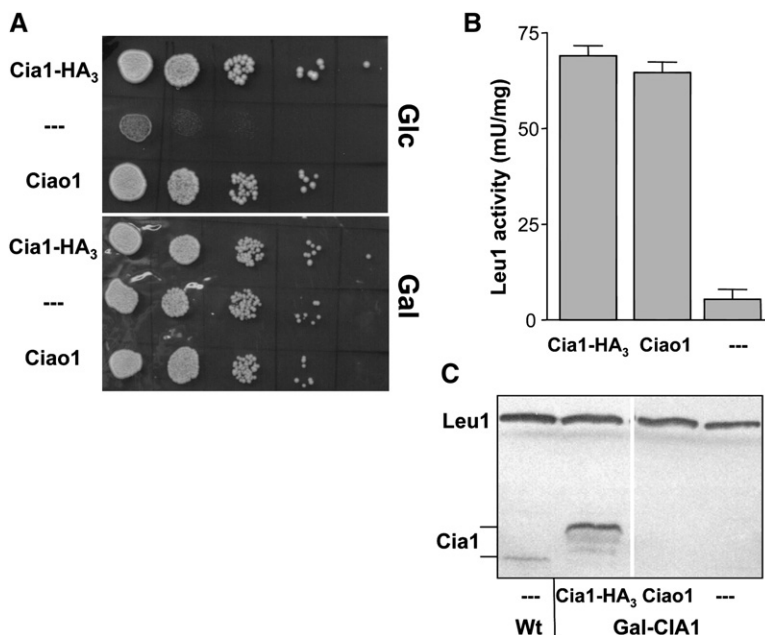 A
Cia1-HA3
---
Ciao1
Glc
Cia1-HA3
---
Ciao1
Gal
B
Leu1 activity (mU/mg)
75
50
25
0
Cia1-HA3 Ciao1 ---
C
Leu1
Cia1
--- Cia1-HA3 Ciao1 ---
Wt Gal-CIA1